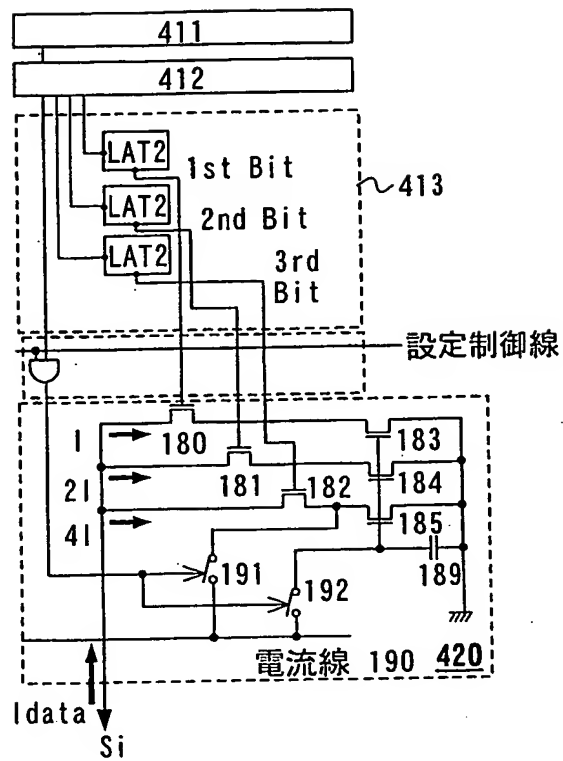 411
412
LAT2
1st Bit
413
LAT2
2nd Bit
LAT2
3rd
Bit
設定制御線
I
180
183
2I
181
184
182
4I
185
191
192
189
電流線 190
420
Idata
Si